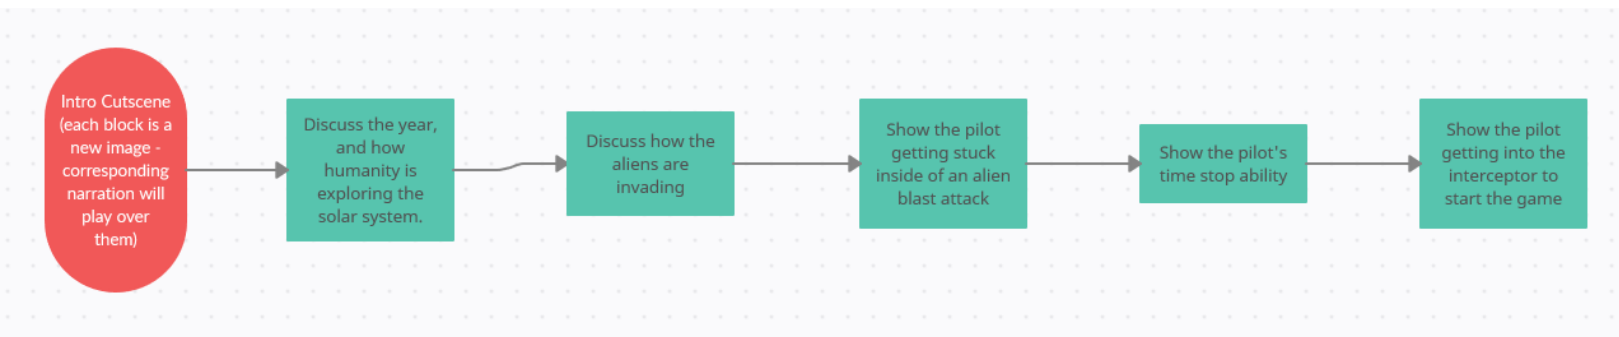 Intro Cutscene
(each block is a
new image -
corresponding
narration will
play over
them)
Discuss the year,
and how
humanity is
exploring the
solar system.
Discuss how the
aliens are
invading
Show the pilot
getting stuck
inside of an alien
blast attack
Show the pilot's
time stop ability
Show the pilot
getting into the
interceptor to
start the game